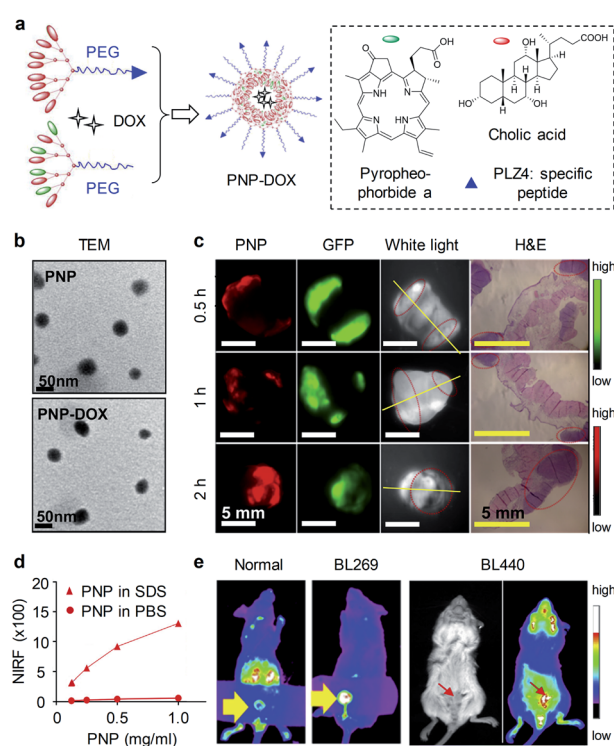 a
PEG
DOX
PEG
PNP-DOX
OH
O
O
NH
N
N
HN
Pyropheo-
phorbide a
OH
COOH
H
H
H
HO
OH
Cholic acid
PLZ4: specific
peptide
b
TEM
PNP
50nm
PNP-DOX
50nm
c
PNP
GFP
White light
H&E
0.5 h
1 h
2 h
5 mm
5 mm
high
low
high
low
d
PNP in SDS
PNP in PBS
NIRF (x100)
20
15
10
5
0
0
0.5
1.0
PNP (mg/ml)
e
Normal
BL269
BL440
high
low